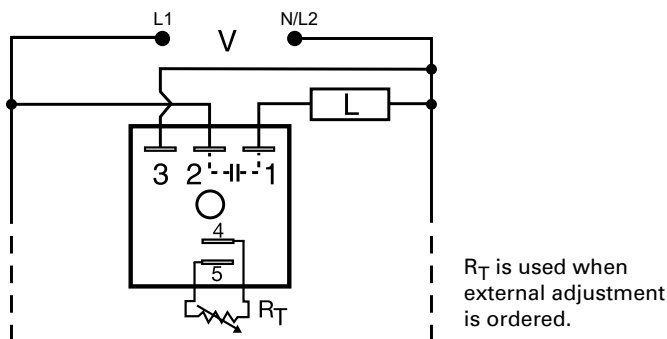 L1
V
N/L2
L
3 2 1
4
5
RT
RT is used when
external adjustment
is ordered.